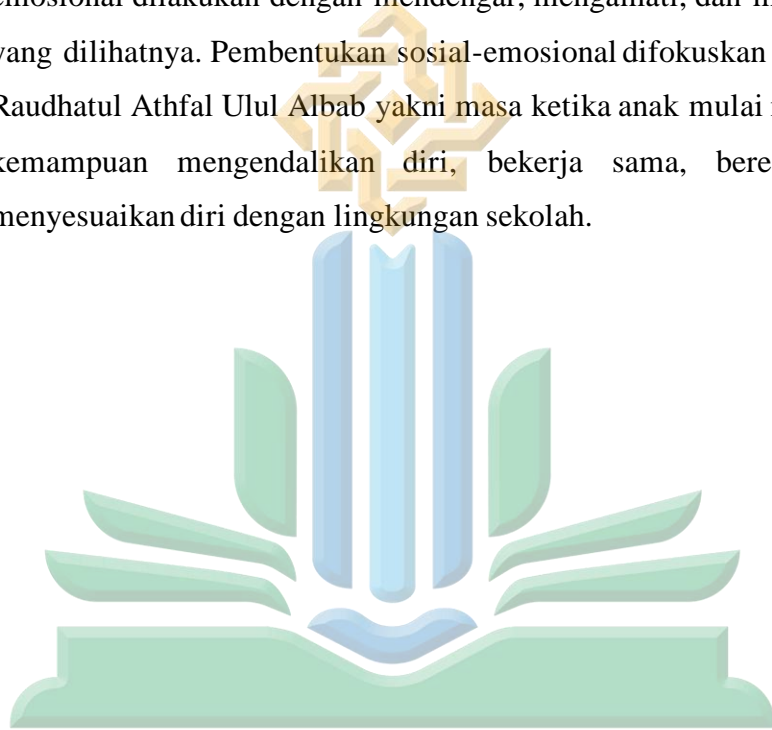 emosional dilakukan dengan mendengar, mengamati, dan
yang dilihatnya. Pembentukan sosial-emosional difokuskan
Raudhatul Athfal Ulul Albab yakni masa ketika anak mulai
kemampuan mengendalikan diri, bekerja sama,
menyesuaikan diri dengan lingkungan sekolah.